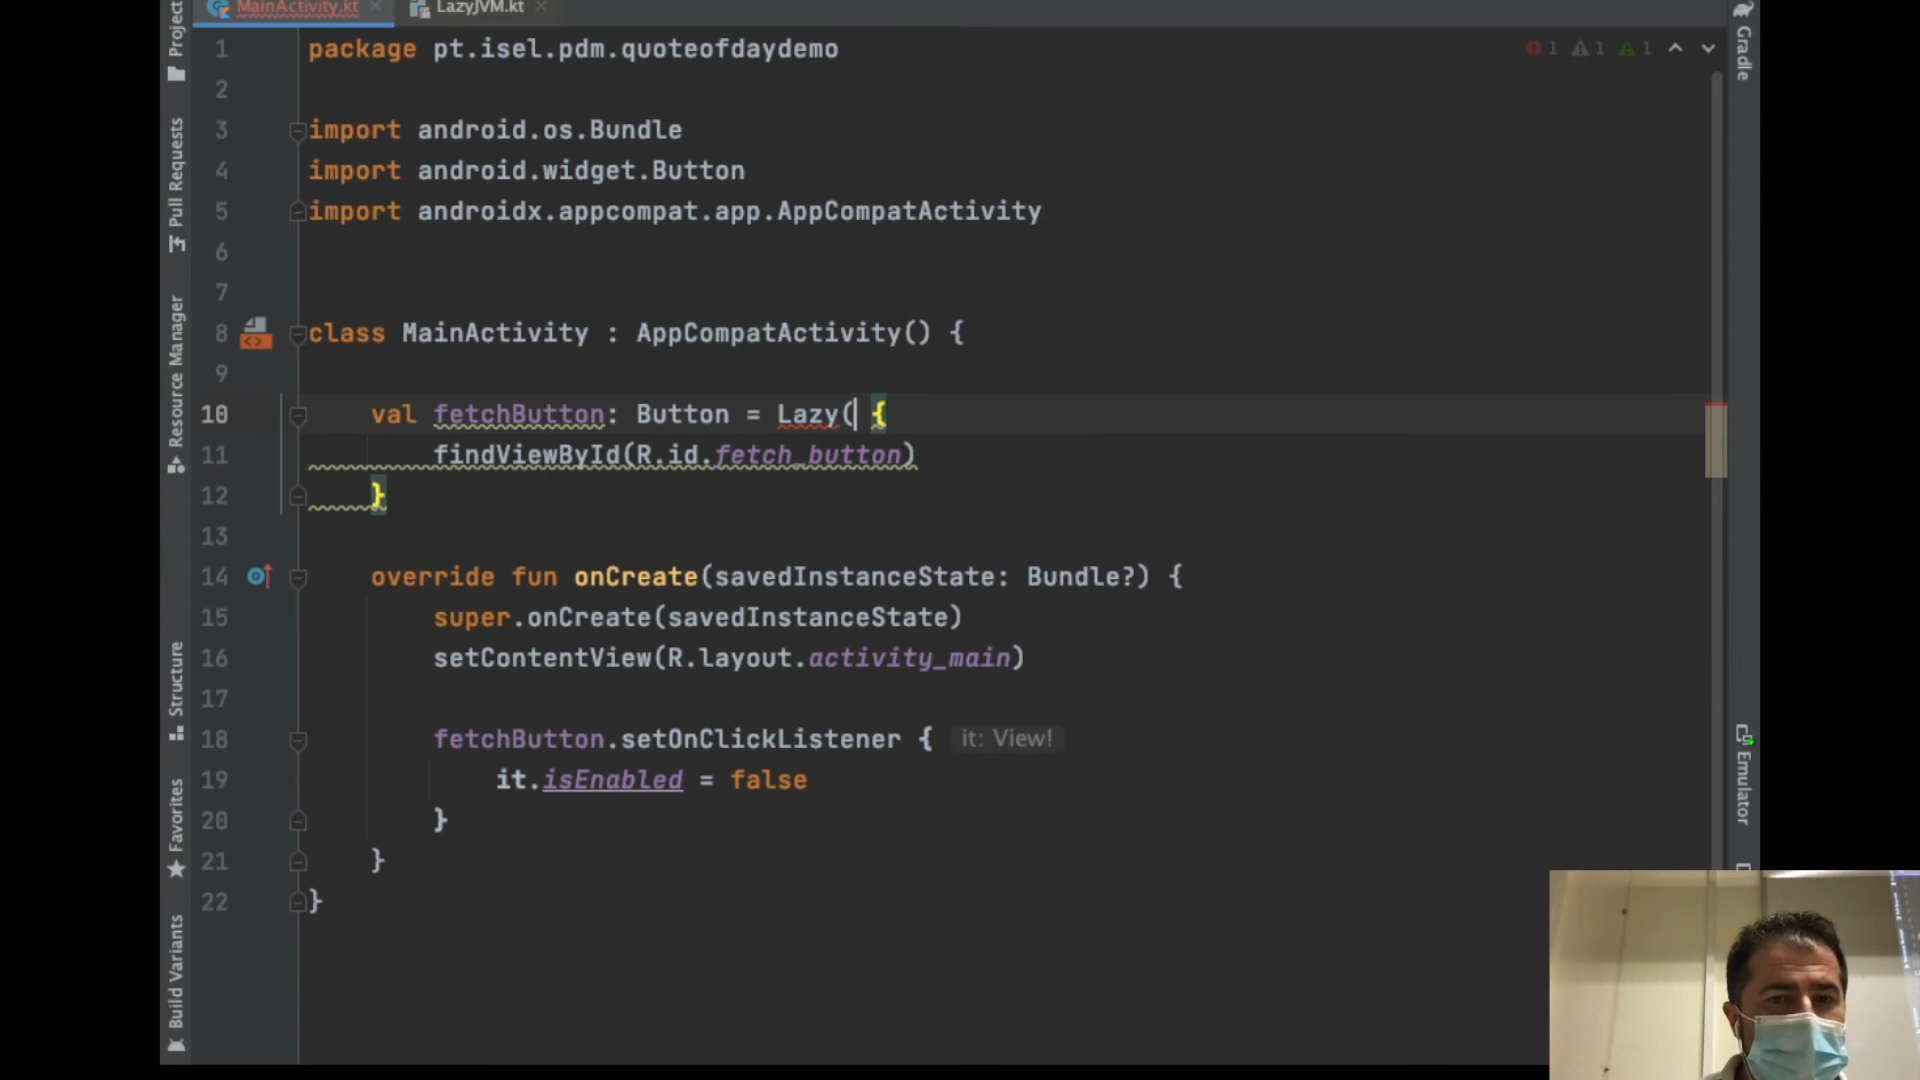 MainActivity.kt
LazyJVM.kt
Project
Pull Requests
Resource Manager
Structure
Favorites
Build Variants
1 package pt.isel.pdm.quoteofdaydemo
2
3 import android.os.Bundle
4 import android.widget.Button
5 import androidx.appcompat.app.AppCompatActivity
6
7
8 class MainActivity : AppCompatActivity() {
9
10 val fetchButton: Button = Lazy( {
11 findViewById(R.id.fetch_button)
12 }
13
14 override fun onCreate(savedInstanceState: Bundle?) {
15 super.onCreate(savedInstanceState)
16 setContentView(R.layout.activity_main)
17
18 fetchButton.setOnClickListener { it: View!
19 it.isEnabled = false
20 }
21 }
22 }
1 1 1
Gradle
Emulator